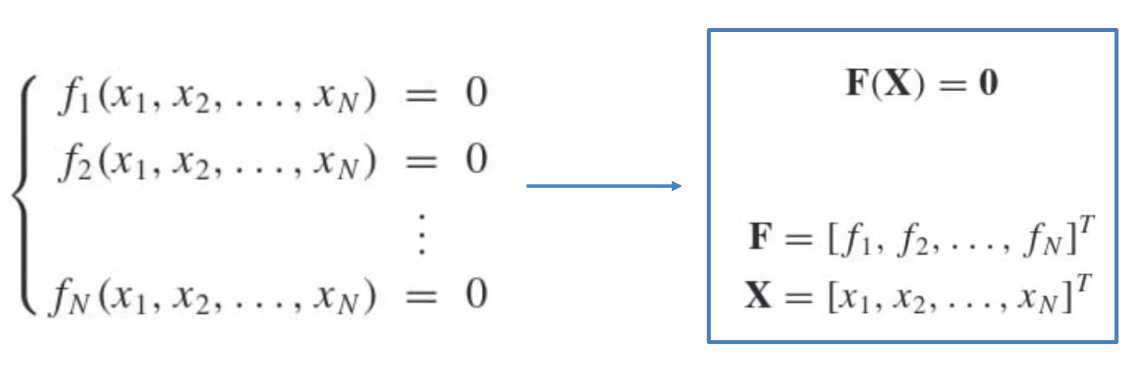 f₁(x₁, x₂, . . . , x_N) = 0
f₂(x₁, x₂, . . . , x_N) = 0
⋮
f_N(x₁, x₂, . . . , x_N) = 0
F(X) = 0
F = [f₁, f₂, . . . , f_N]ᵀ
X = [x₁, x₂, . . . , x_N]ᵀ